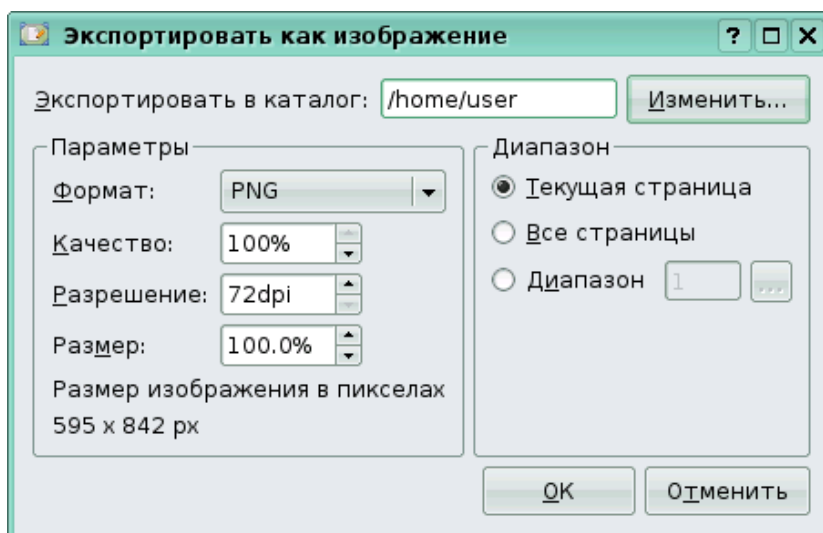 Экспортировать как изображение
Экспортировать в каталог: /home/user Изменить...
Параметры
Формат: PNG
Качество: 100%
Разрешение: 72dpi
Размер: 100.0%
Размер изображения в пикселах
595 x 842 px
Диапазон
Текущая страница
Все страницы
Диапазон 1 ...
OK Отменить